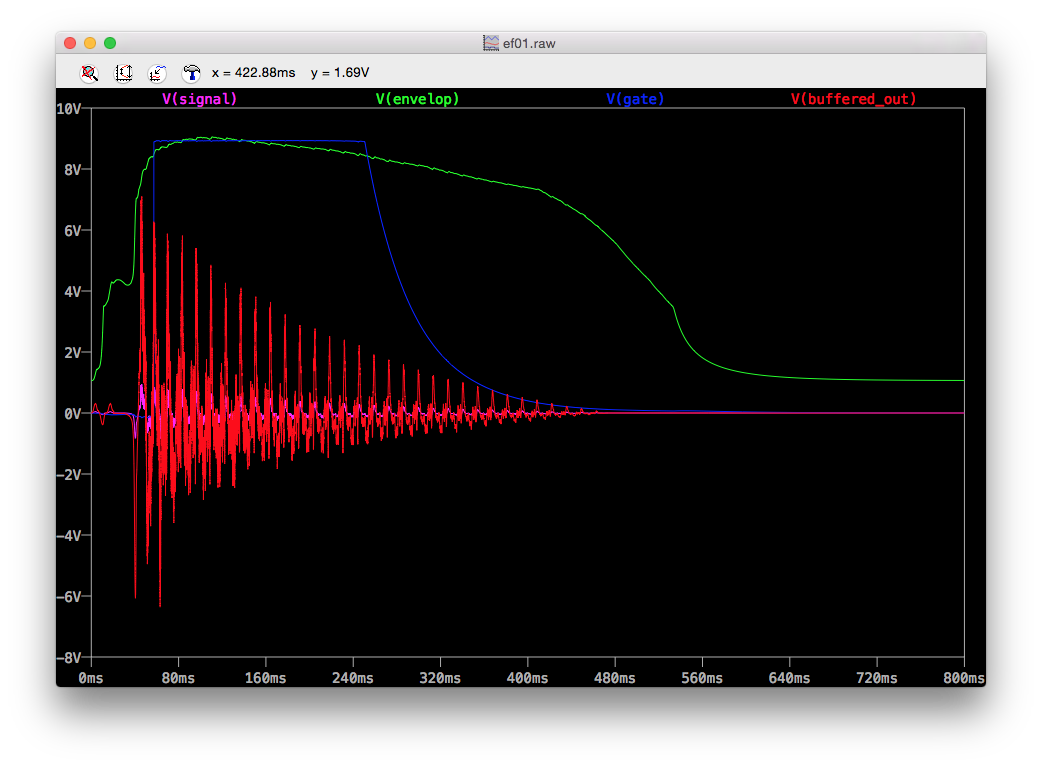 ef01.raw
x = 422.88ms y = 1.69V
V(signal) V(envelop) V(gate) V(buffered_out)
10V
8V
6V
4V
2V
0V
-2V
-4V
-6V
-8V
0ms 80ms 160ms 240ms 320ms 400ms 480ms 560ms 640ms 720ms 800ms